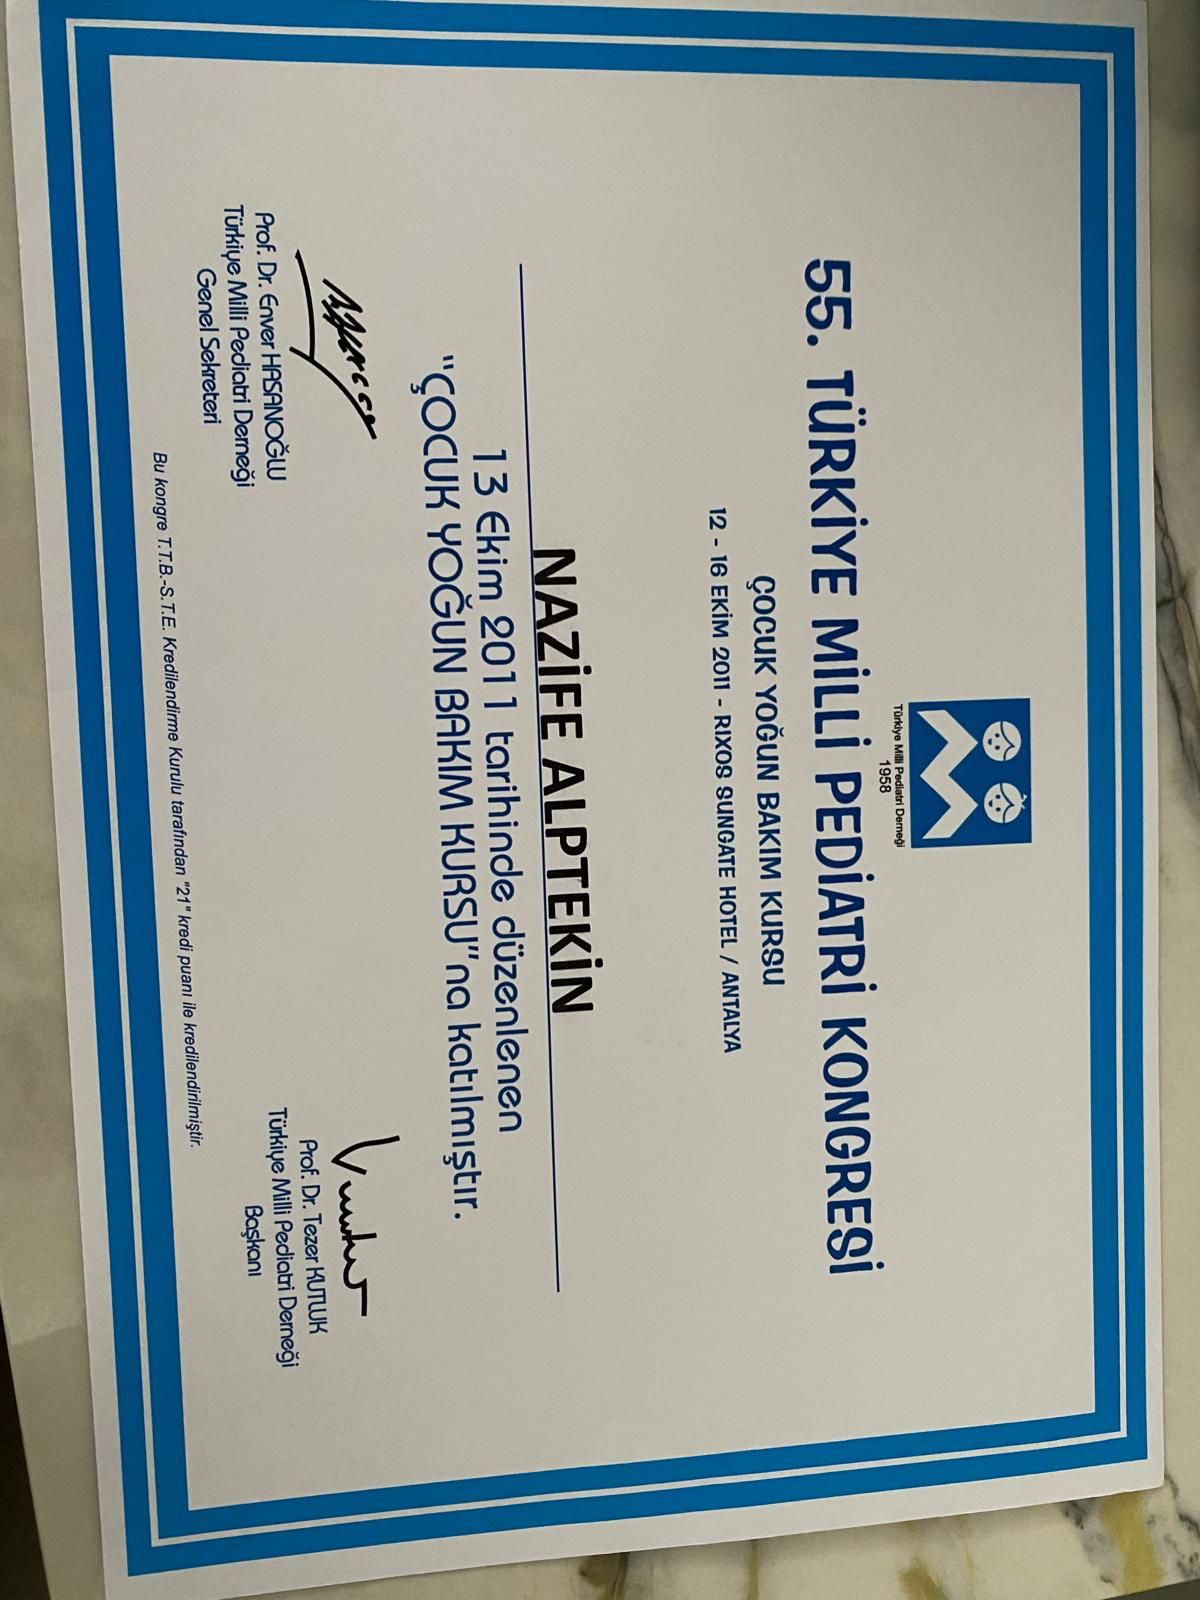 Türkiye Milli Pediatri Derneği
1958
55. TÜRKİYE MİLLİ PEDİATRİ KONGRESİ
ÇOCUK YOĞUN BAKIM KURSU
12 - 16 EKİM 2011 - RIXOS SUNGATE HOTEL / ANTALYA
NAZİFE ALPTEKİN
13 Ekim 2011 tarihinde düzenlenen
"ÇOCUK YOĞUN BAKIM KURSU"na katılmıştır.
Prof. Dr. Enver HASANOĞLU
Türkiye Milli Pediatri Derneği
Genel Sekreteri
Prof. Dr. Tezer KUTLUK
Türkiye Milli Pediatri Derneği
Başkanı
Bu kongre T.T.B.-S.T.E. Kredilendirme Kurulu tarafından "21" kredi puanı ile kredilendirilmiştir.